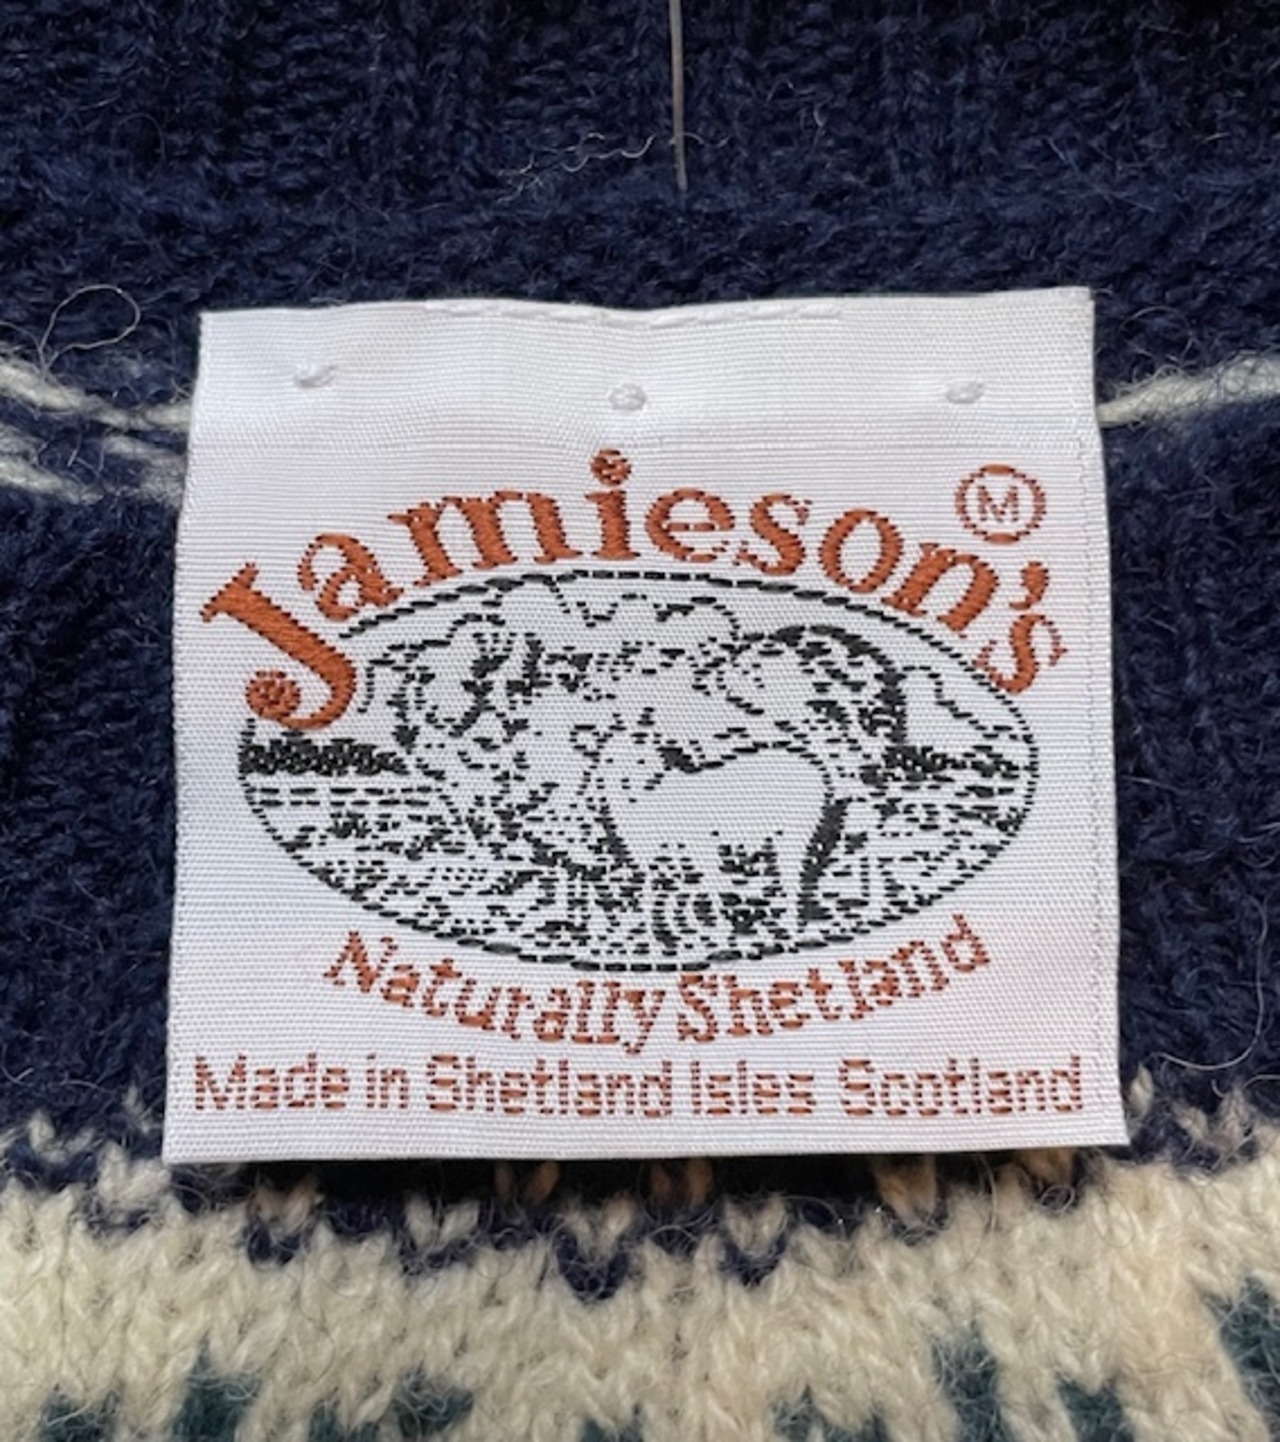 Jamieson's
M
Naturally Shetland
Made in Shetland Isles Scotland